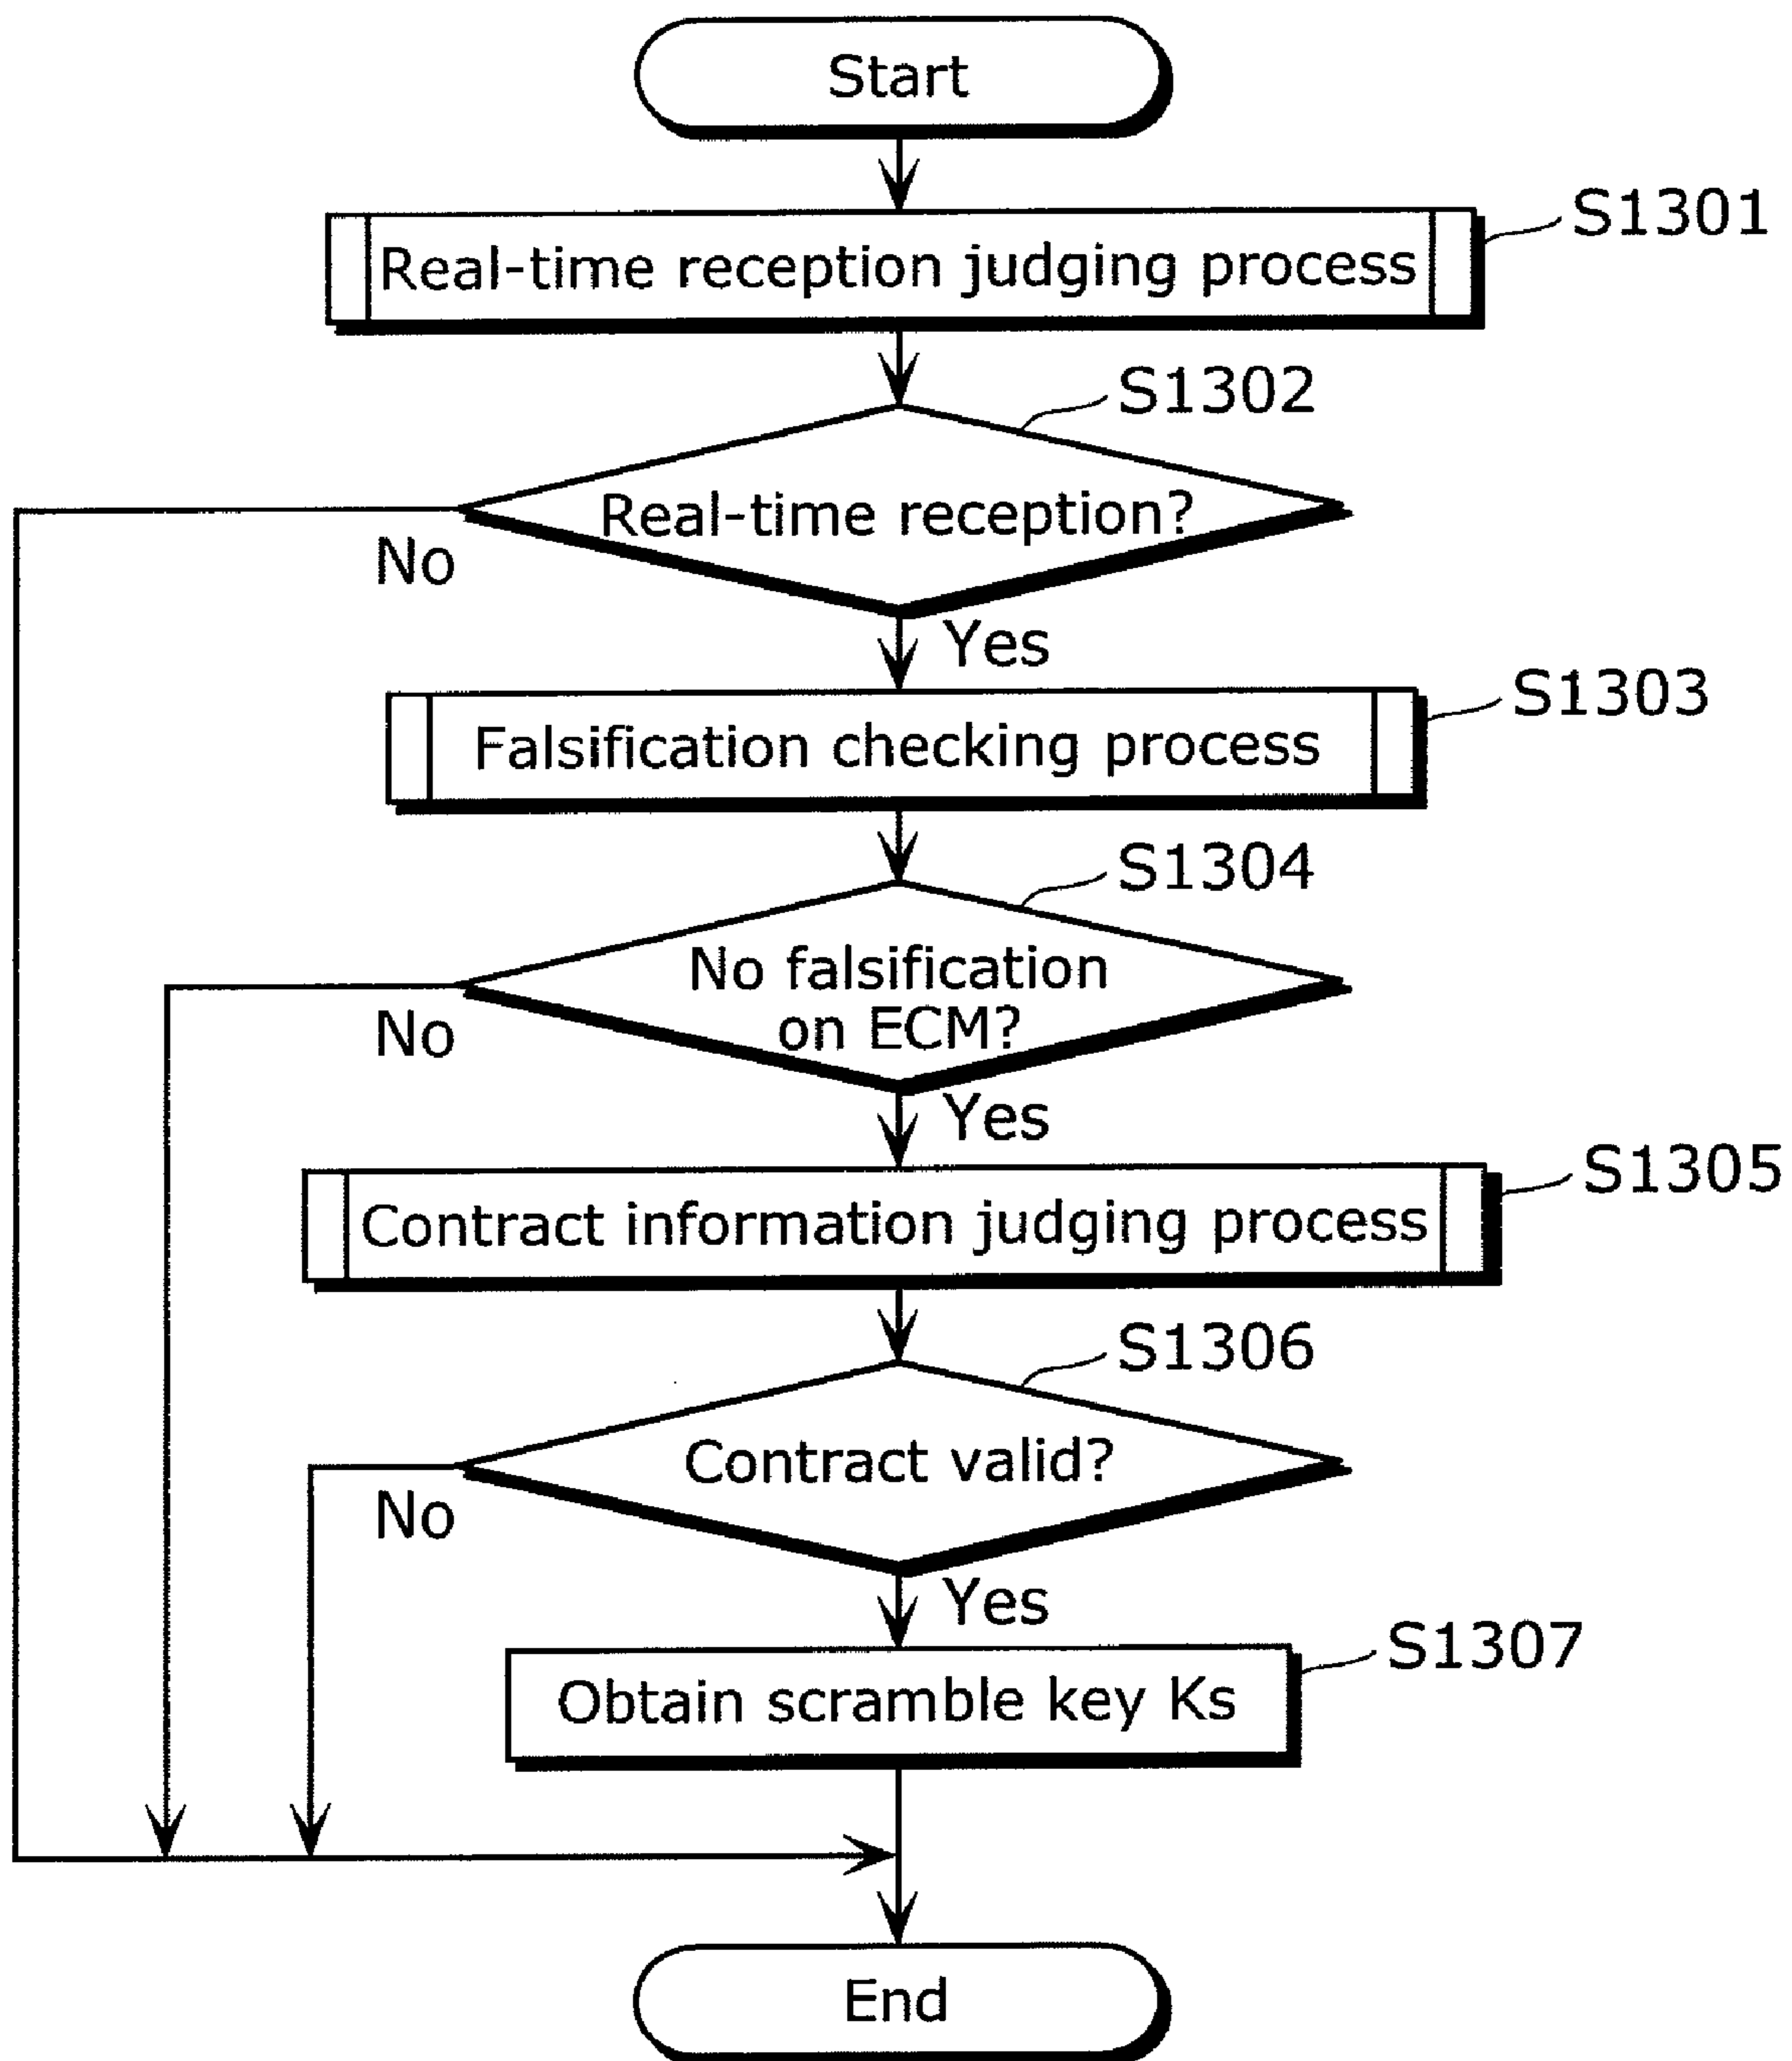 Start
S1301
Real-time reception judging process
S1302
Real-time reception?
No
Yes
S1303
Falsification checking process
S1304
No falsification
on ECM?
No
Yes
S1305
Contract information judging process
S1306
Contract valid?
No
Yes
S1307
Obtain scramble key Ks
End